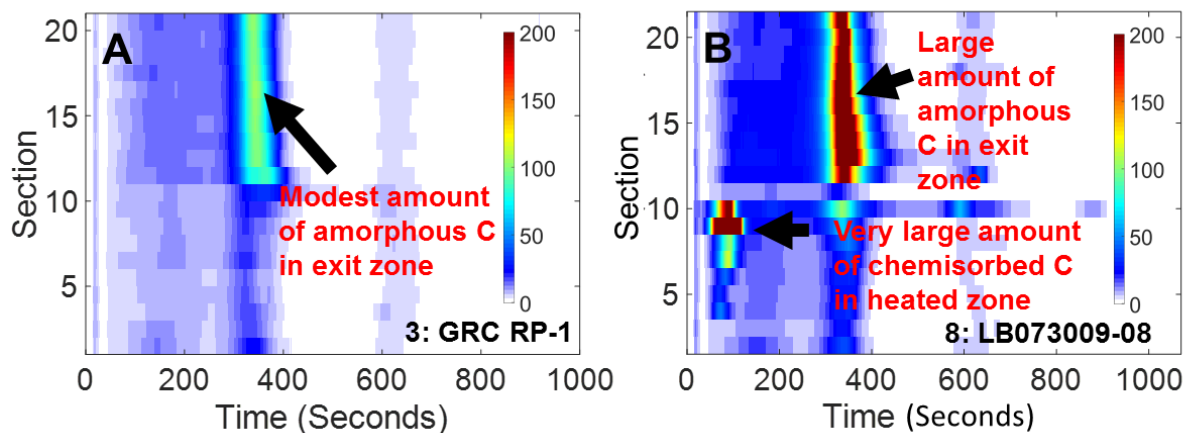 A
Section
20
15
10
5
0
200
400
600
800
1000
Time (Seconds)
200
150
100
50
0
Modest amount
of amorphous C
in exit zone
3: GRC RP-1
B
Section
20
15
10
5
0
200
400
600
800
1000
Time (Seconds)
200
150
100
50
0
Large
amount of
amorphous
C in exit
zone
Very large amount
of chemisorbed C
in heated zone
8: LB073009-08